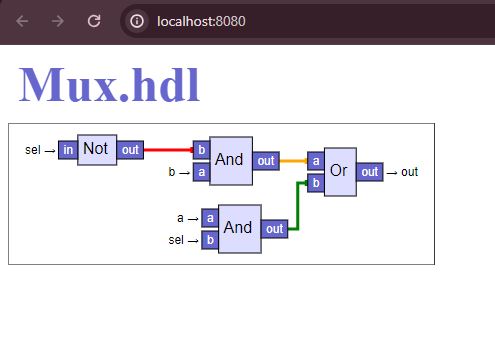 localhost:8080
Mux.hdl
sel → in Not out
b And out
b → a
a Or out → out
b
a → a And out
sel → b